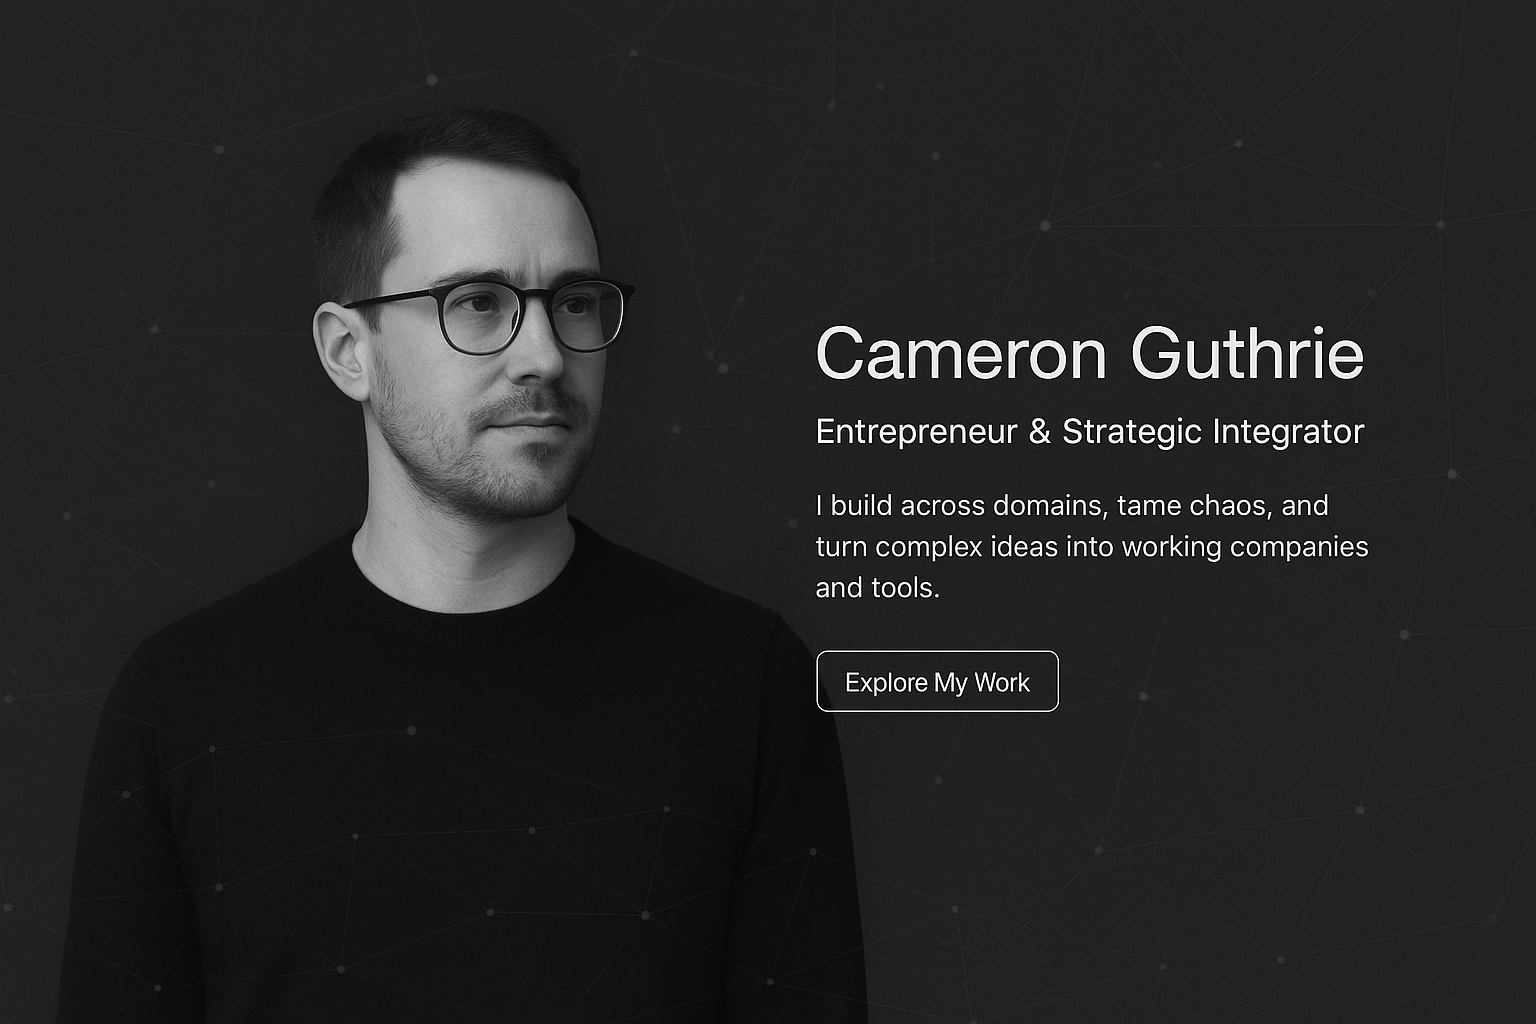 Cameron Guthrie
Entrepreneur & Strategic Integrator
I build across domains, tame chaos, and
turn complex ideas into working companies
and tools.
Explore My Work